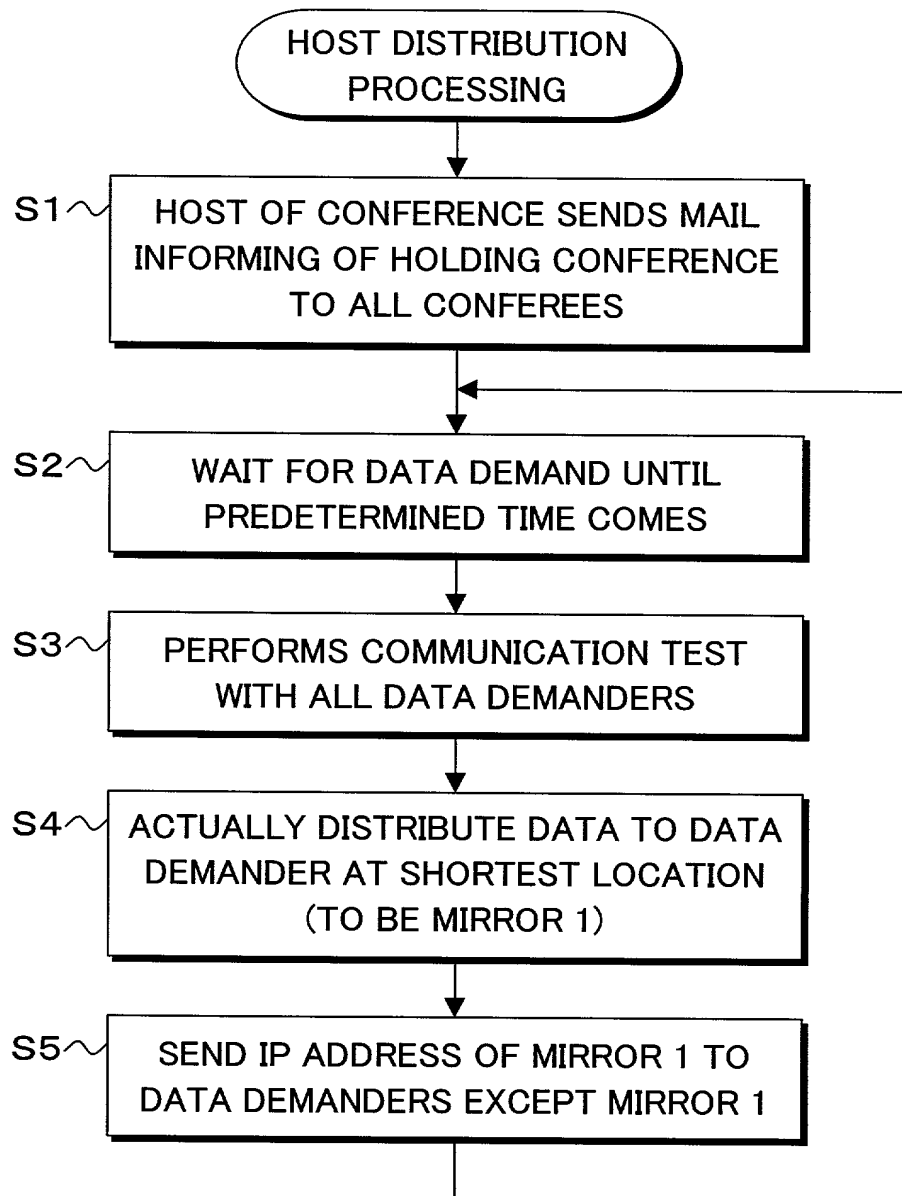 HOST DISTRIBUTION
PROCESSING
S1
HOST OF CONFERENCE SENDS MAIL
INFORMING OF HOLDING CONFERENCE
TO ALL CONFEREES
S2
WAIT FOR DATA DEMAND UNTIL
PREDETERMINED TIME COMES
S3
PERFORMS COMMUNICATION TEST
WITH ALL DATA DEMANDERS
S4
ACTUALLY DISTRIBUTE DATA TO DATA
DEMANDER AT SHORTEST LOCATION
(TO BE MIRROR 1)
S5
SEND IP ADDRESS OF MIRROR 1 TO
DATA DEMANDERS EXCEPT MIRROR 1